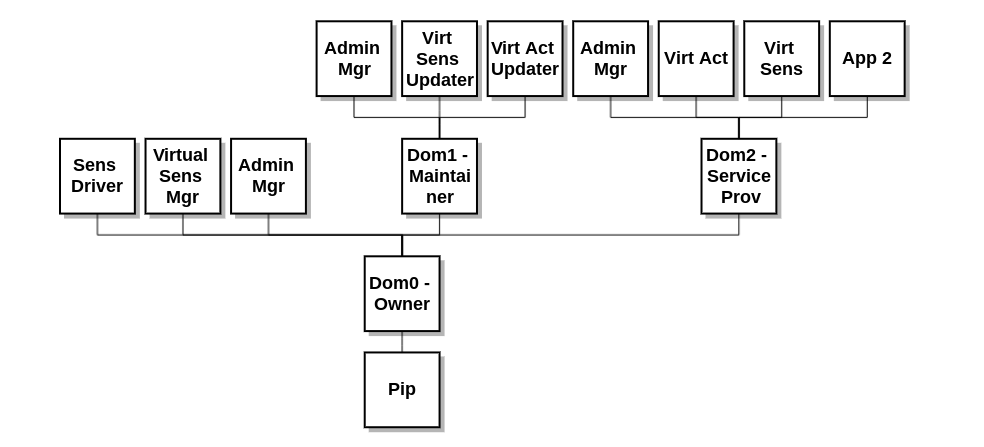 Admin
Mgr
Virt
Sens
Updater
Virt Act
Updater
Admin
Mgr
Virt Act
Virt
Sens
App 2
Sens
Driver
Virtual
Sens
Mgr
Admin
Mgr
Dom1 -
Maintai
ner
Dom2 -
Service
Prov
Dom0 -
Owner
Pip